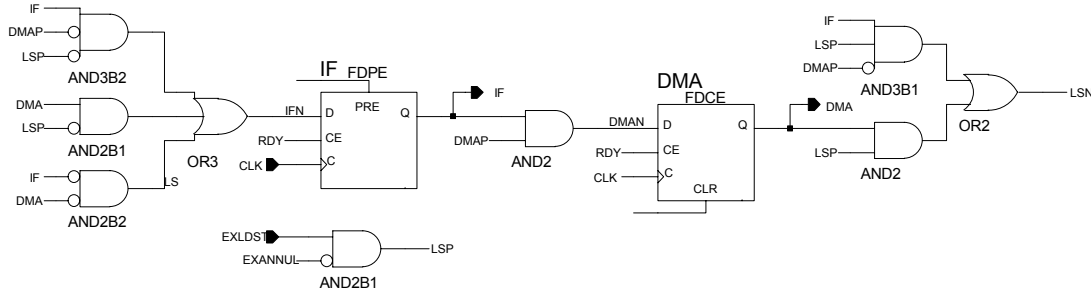 IF
DMAP
LSP
AND3B2
DMA
LSP
AND2B1
IF
DMA
LS
AND2B2
OR3
IFN
IF
FDPE
PRE
D
Q
CE
C
RDY
CLK
IF
DMAP
AND2
DMAN
DMA
FDCE
D
Q
CE
C
CLR
RDY
CLK
DMA
IF
LSP
DMAP
AND3B1
LSP
AND2
OR2
LSN
EXLDST
EXANNUL
LSP
AND2B1